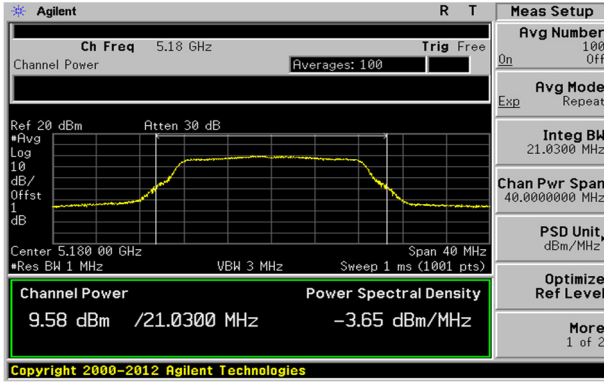 Agilent R T Meas Setup
Avg Number
100
On Off
Ch Freq 5.18 GHz Trig Free
Channel Power Averages: 100
Avg Mode
Exp Repeat
Ref 20 dBm Atten 30 dB
#Avg
Log
10
dB/
Offst
1
dB
Integ BW
21.0300 MHz
Chan Pwr Span
40.0000000 MHz
PSD Unit
dBm/MHz
Center 5.180 00 GHz Span 40 MHz
#Res BW 1 MHz VBW 3 MHz Sweep 1 ms (1001 pts)
Optimize
Ref Level
Channel Power Power Spectral Density
9.58 dBm /21.0300 MHz -3.65 dBm/MHz
More
1 of 2
Copyright 2000-2012 Agilent Technologies